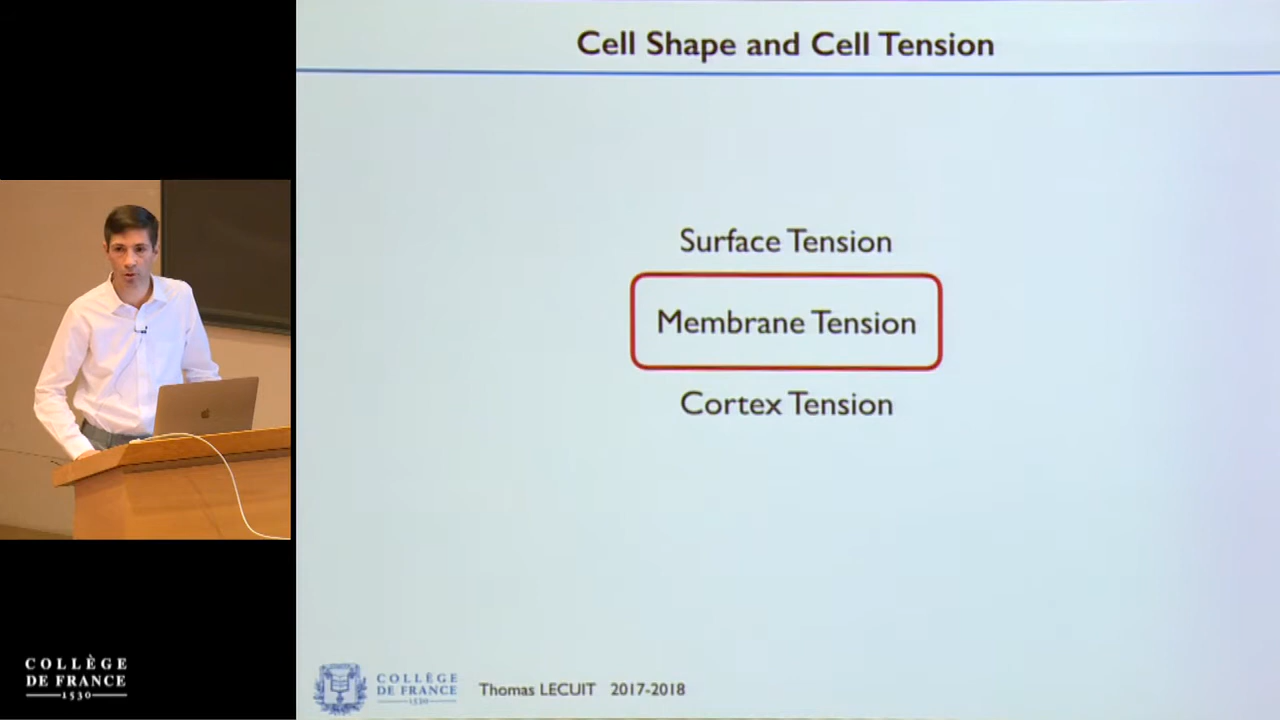 Cell Shape and Cell Tension
Surface Tension
Membrane Tension
Cortex Tension
COLLÈGE
DE FRANCE
1530
COLLÈGE
DE FRANCE
1530
Thomas LECUIT 2017-2018